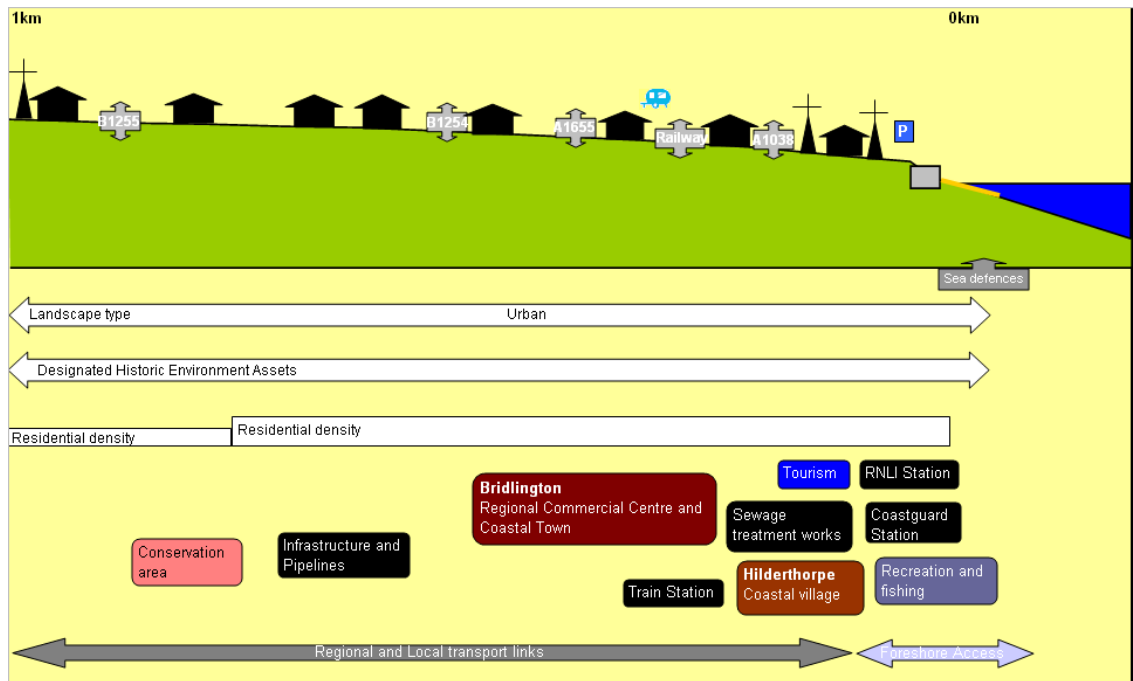 1km
0km
B1255
B1254
A1655
Railway
A1038
P
Sea defences
Landscape type
Urban
Designated Historic Environment Assets
Residential density
Residential density
Tourism
RNLI Station
Bridlington
Regional Commercial Centre and
Coastal Town
Sewage
treatment works
Coastguard
Station
Conservation
area
Infrastructure and
Pipelines
Train Station
Hilderthorpe
Coastal village
Recreation and
fishing
Regional and Local transport links
Foreshore Access